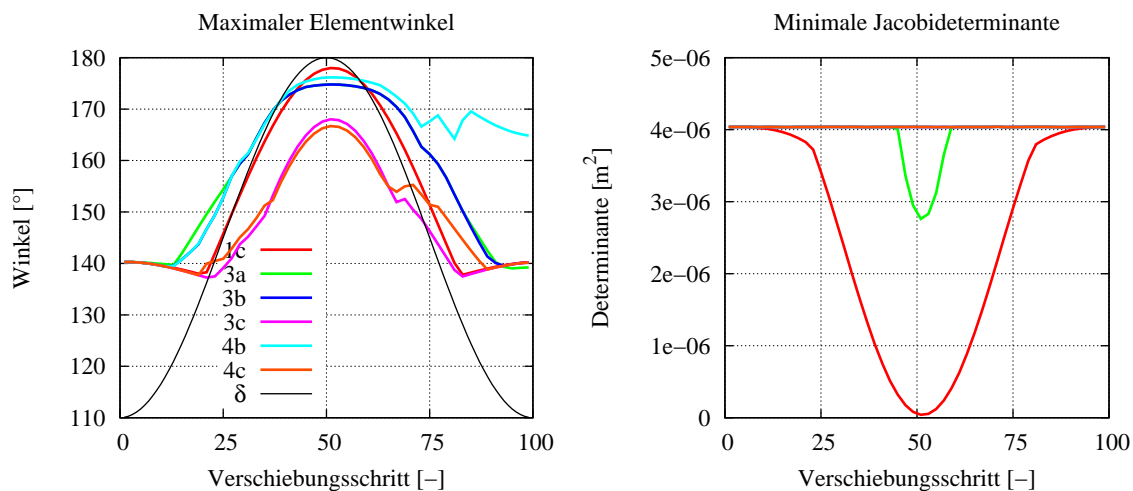 Maximaler Elementwinkel
Winkel [°]
180
170
160
150
140
130
120
110
0
25
50
75
100
Verschiebungsschritt [−]
1c
3a
3b
3c
4b
4c
δ
Minimale Jacobideterminante
Determinante [m²]
5e−06
4e−06
3e−06
2e−06
1e−06
0
0
25
50
75
100
Verschiebungsschritt [−]